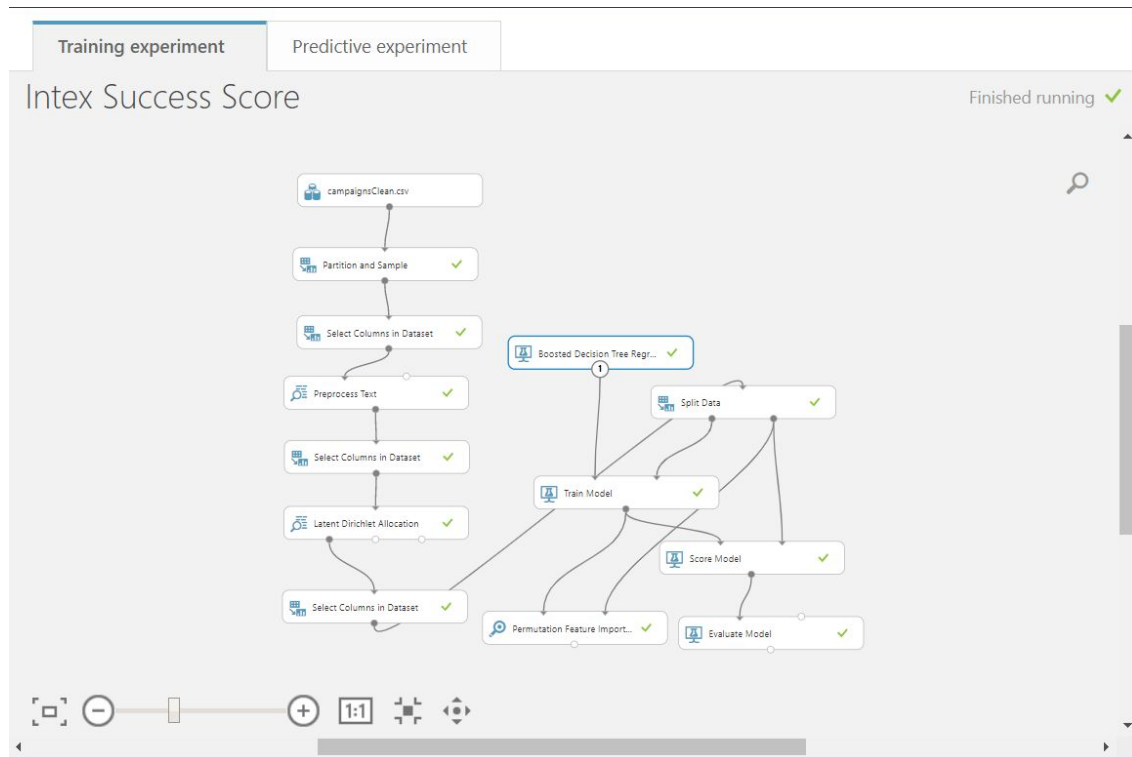 Training experiment
Predictive experiment
Intex Success Score
Finished running
campaignsClean.csv
Partition and Sample
Select Columns in Dataset
Boosted Decision Tree Regr...
1
Preprocess Text
Split Data
Select Columns in Dataset
Train Model
Latent Dirichlet Allocation
Score Model
Select Columns in Dataset
Permutation Feature Import...
Evaluate Model
1:1